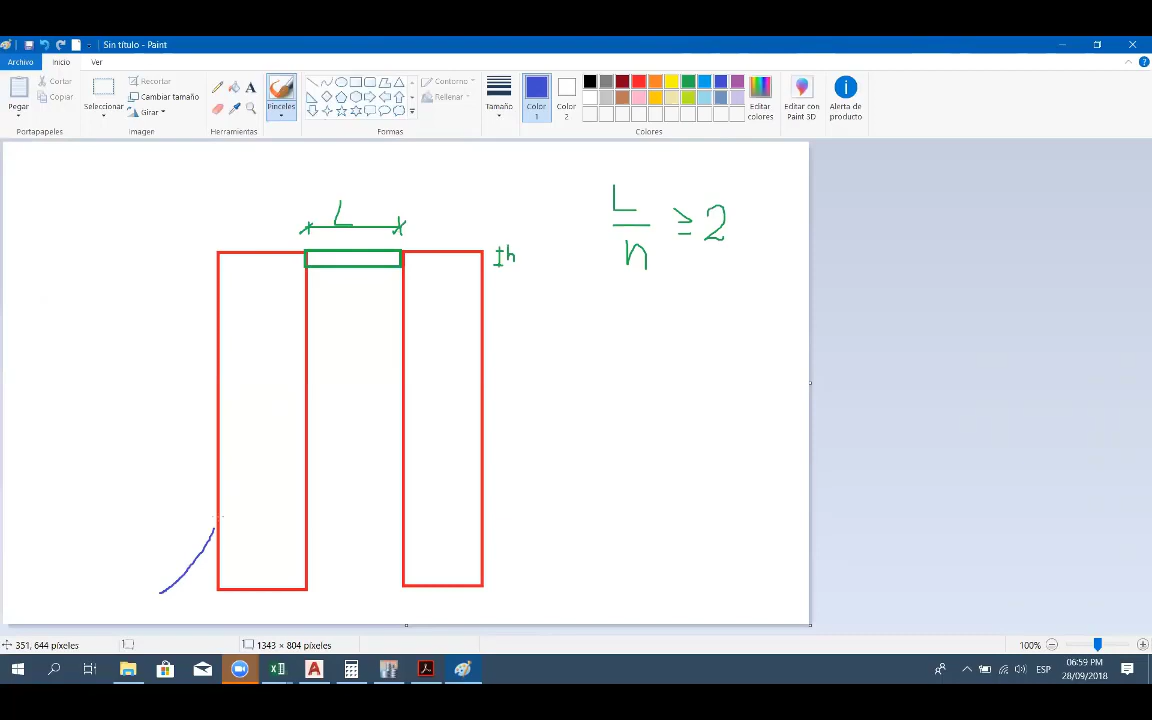 Sin título - Paint
Archivo Inicio Ver
Pegar
Cortar
Copiar
Portapapeles
Seleccionar
Recortar
Cambiar tamaño
Girar
Imagen
A
Herramientas
Pinceles
Contorno
Rellenar
Formas
Tamaño
Color 1
Color 2
Editar colores
Colores
Editar con Paint 3D
Alerta de producto
L
h
L
n
≥ 2
351, 644 píxeles
1343 × 804 píxeles
100%
ESP
06:59 PM
28/09/2018